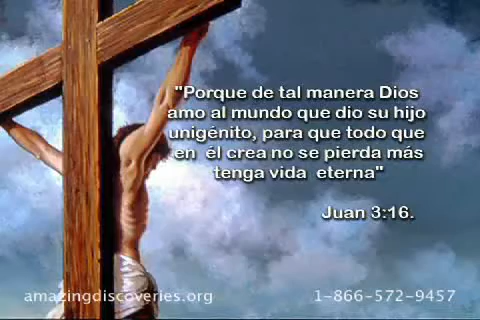 "Porque de tal manera Dios
amo al mundo que dio su hijo
unigénito, para que todo que
en él crea no se pierda más
tenga vida eterna"
Juan 3:16.
amazingdiscoveries.org 1-866-572-9457